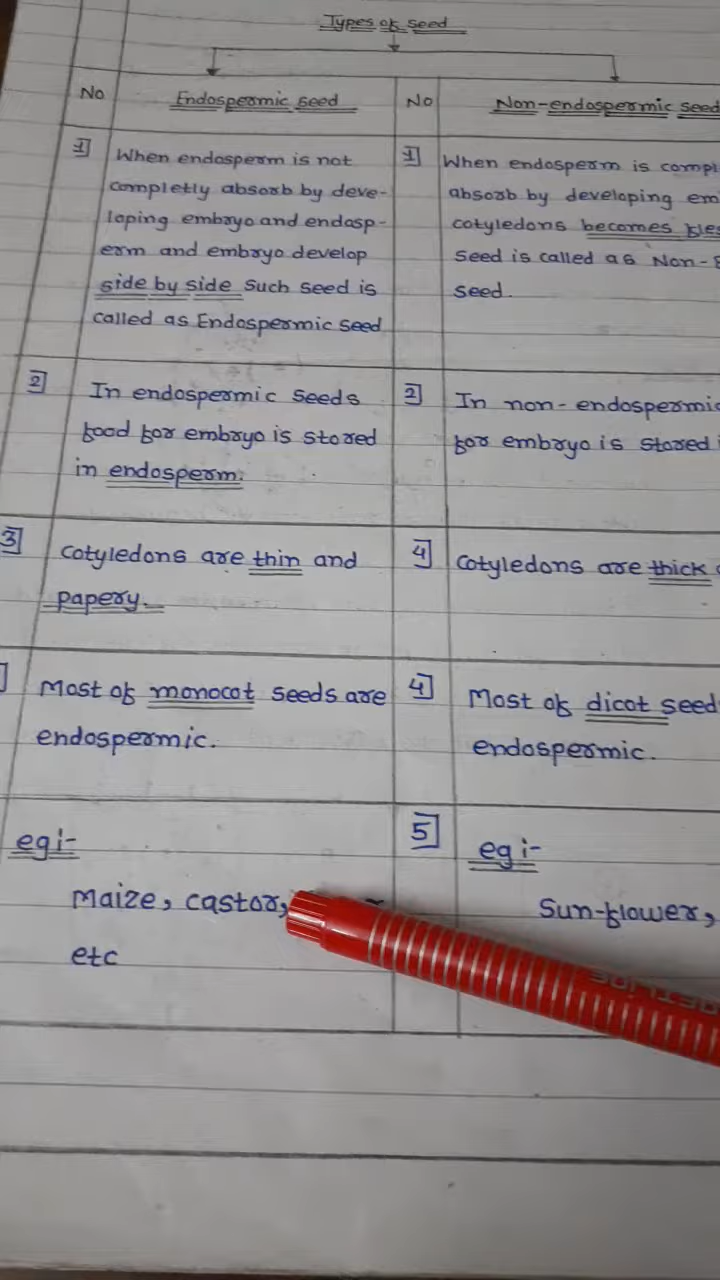 Types of seed
No
Endospermic seed
No
Non-endospermic seed
1
When endosperm is not
completly absorb by deve-
loping embryo and endosp-
erm and embryo develop
side by side such seed is
called as Endospermic seed
1
When endosperm is compl
absorb by developing em
cotyledons becomes
seed is called as Non-
seed.
2
In endospermic seeds
food for embryo is stored
in endosperm.
2
In non-endospermic
for embryo is stored
3
cotyledons are thin and
papery.
4
cotyledons are thick
Most of monocot seeds are
endospermic.
4
Most of dicot seed
endospermic.
eg:-
Maize, castor,
etc
5
eg:-
Sun-flower,